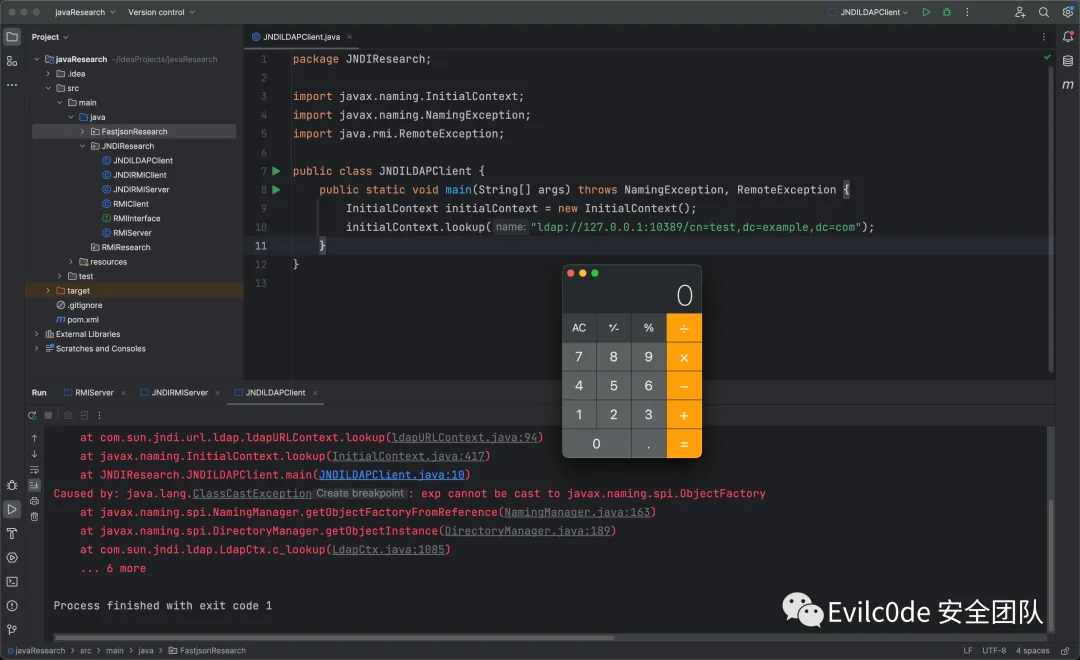 javaResearch
Version control
JNDILDAPClient
Project
JNDILDAPClient.java
javaResearch ~/IdeaProjects/javaResearch
.idea
src
main
java
FastjsonResearch
JNDIResearch
JNDILDAPClient
JNDIRMIClient
JNDIRMIServer
RMIClient
RMIInterface
RMIServer
RMIResearch
resources
test
target
.gitignore
pom.xml
External Libraries
Scratches and Consoles
1 package JNDIResearch;
2
3 import javax.naming.InitialContext;
4 import javax.naming.NamingException;
5 import java.rmi.RemoteException;
6
7 public class JNDILDAPClient {
8 public static void main(String[] args) throws NamingException, RemoteException {
9 InitialContext initialContext = new InitialContext();
10 initialContext.lookup( name: "ldap://127.0.0.1:10389/cn=test,dc=example,dc=com");
11 }
12 }
13
0
AC +⁄- % ÷
7 8 9 ×
4 5 6 −
1 2 3 +
0 . =
Run RMIServer JNDIRMIServer JNDILDAPClient
at com.sun.jndi.url.ldap.ldapURLContext.lookup(ldapURLContext.java:94)
at javax.naming.InitialContext.lookup(InitialContext.java:417)
at JNDIResearch.JNDILDAPClient.main(JNDILDAPClient.java:10)
Caused by: java.lang.ClassCastException Create breakpoint : exp cannot be cast to javax.naming.spi.ObjectFactory
at javax.naming.spi.NamingManager.getObjectFactoryFromReference(NamingManager.java:163)
at javax.naming.spi.DirectoryManager.getObjectInstance(DirectoryManager.java:189)
at com.sun.jndi.ldap.LdapCtx.c_lookup(LdapCtx.java:1085)
... 6 more
Process finished with exit code 1
Evilc0de 安全团队
javaResearch > src > main > java > FastjsonResearch
LF UTF-8 4 spaces